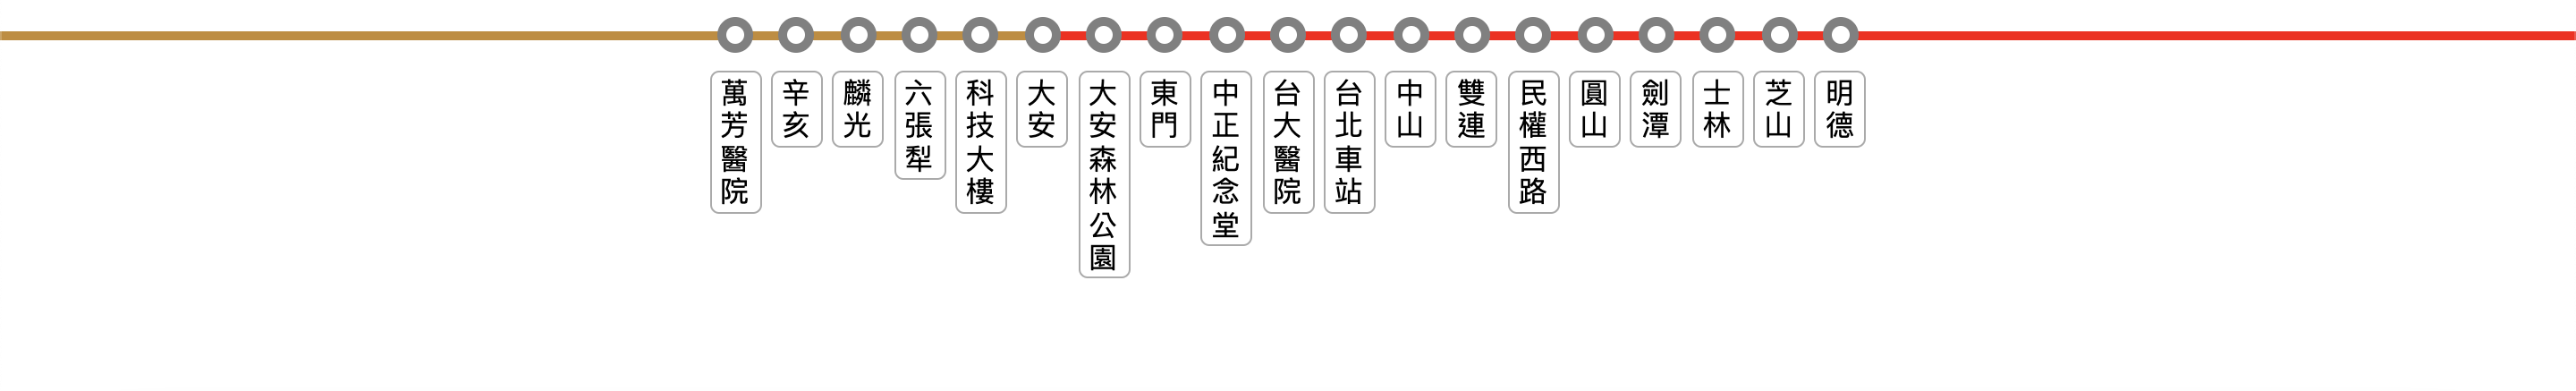 萬芳醫院
辛亥
麟光
六張犁
科技大樓
大安
大安森林公園
東門
中正紀念堂
台大醫院
台北車站
中山
雙連
民權西路
圓山
劍潭
士林
芝山
明德